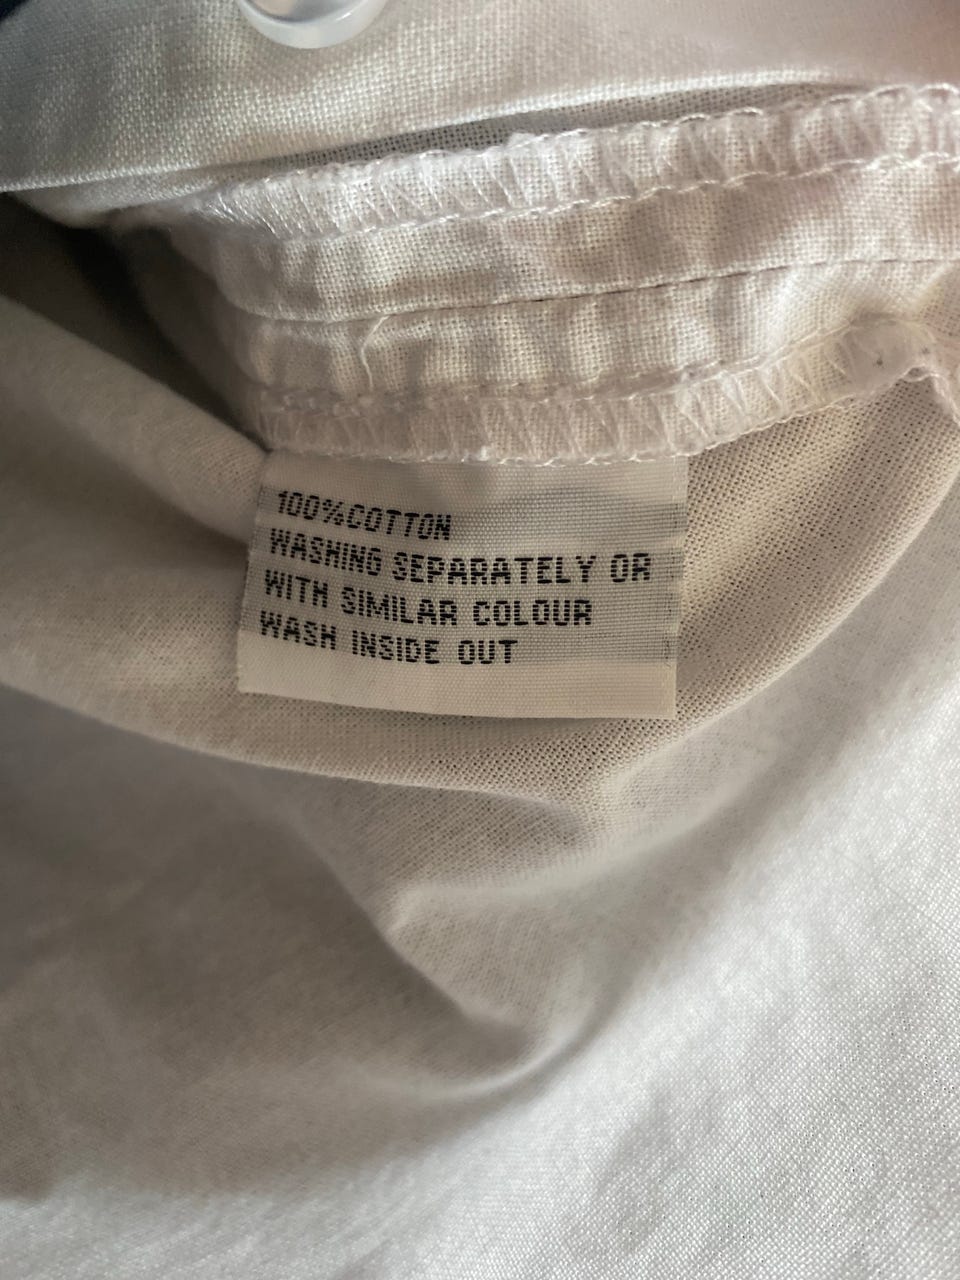 100%COTTON
WASHING SEPARATELY OR
WITH SIMILAR COLOUR
WASH INSIDE OUT